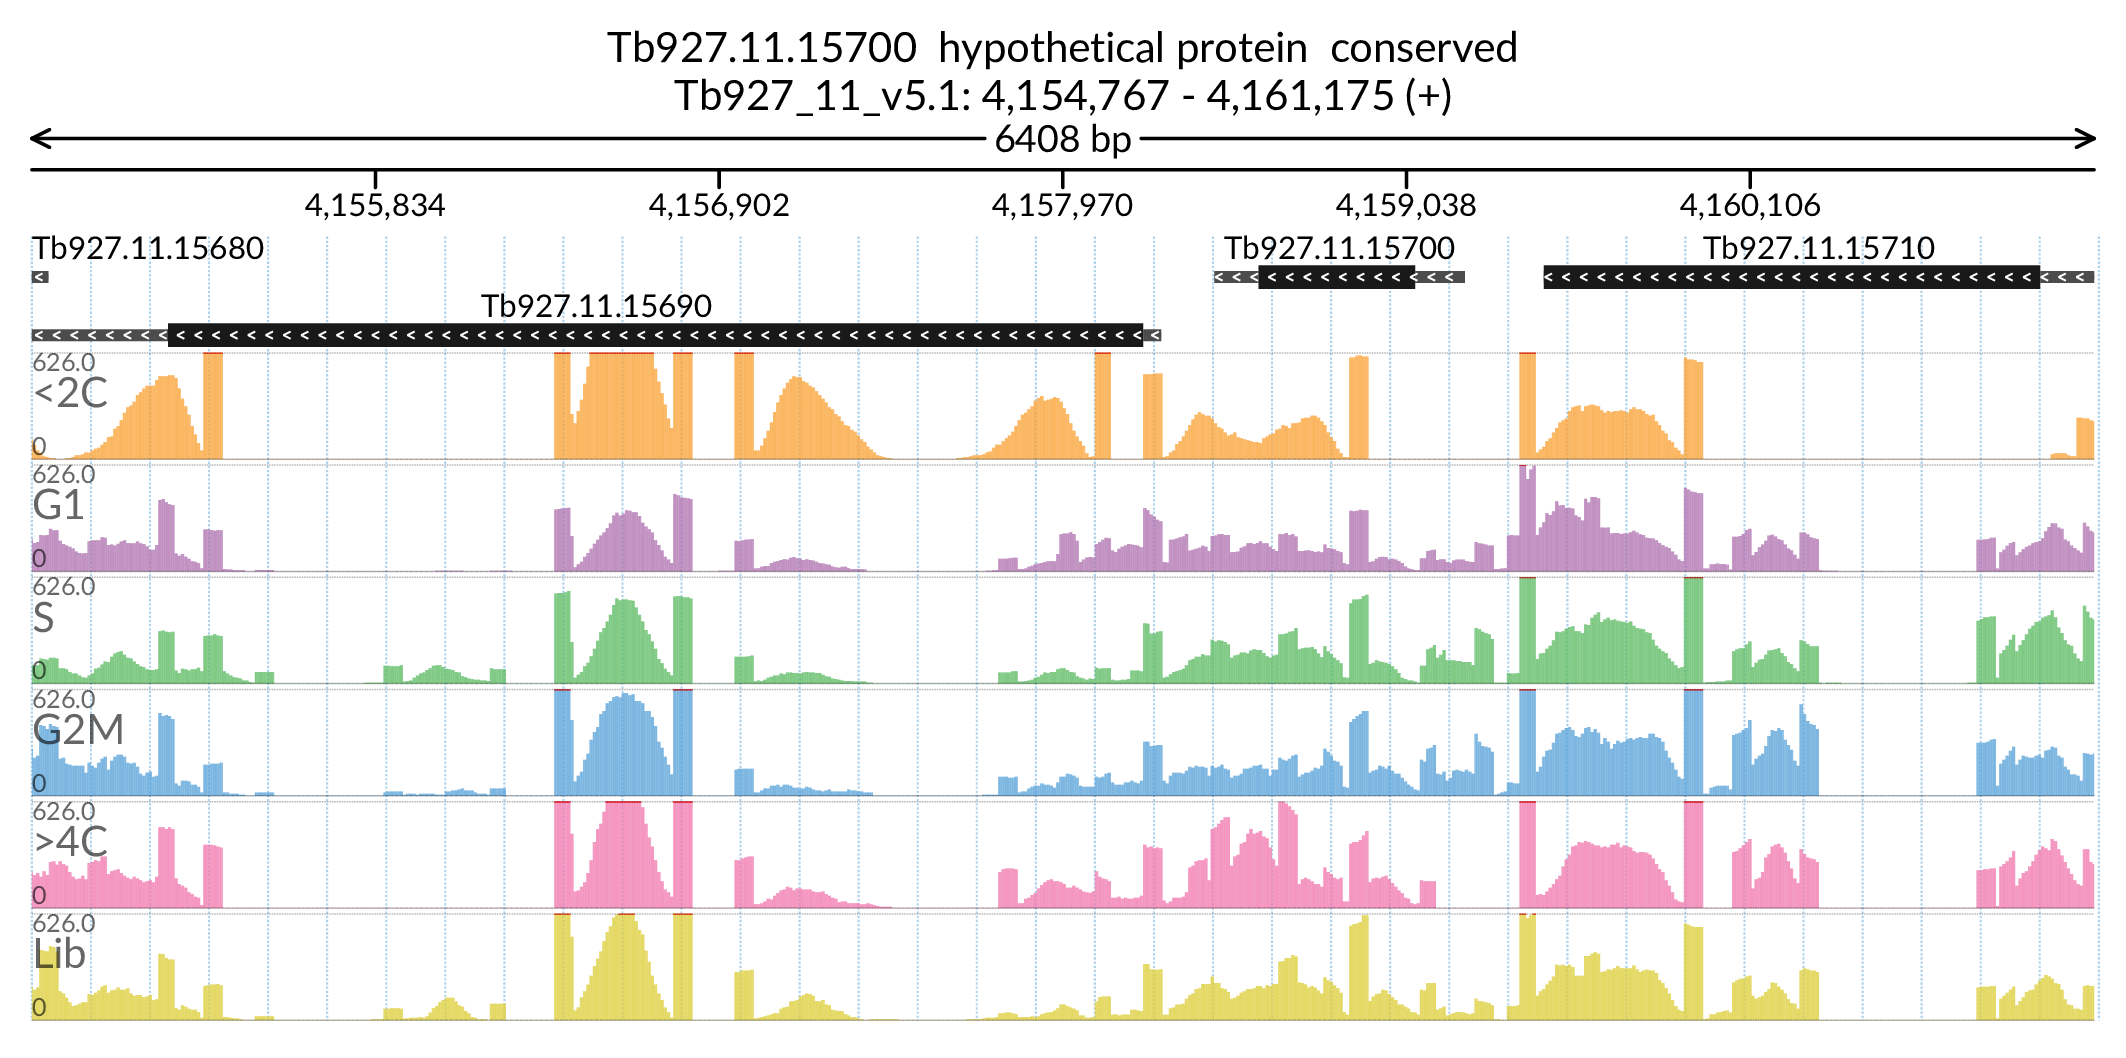 Tb927.11.15700 hypothetical protein conserved
Tb927_11_v5.1: 4,154,767 - 4,161,175 (+)
6408 bp
4,155,834 4,156,902 4,157,970 4,159,038 4,160,106
Tb927.11.15680 Tb927.11.15700 Tb927.11.15710
Tb927.11.15690
626.0
<2C
0
626.0
G1
0
626.0
S
0
626.0
G2M
0
626.0
>4C
0
626.0
Lib
0